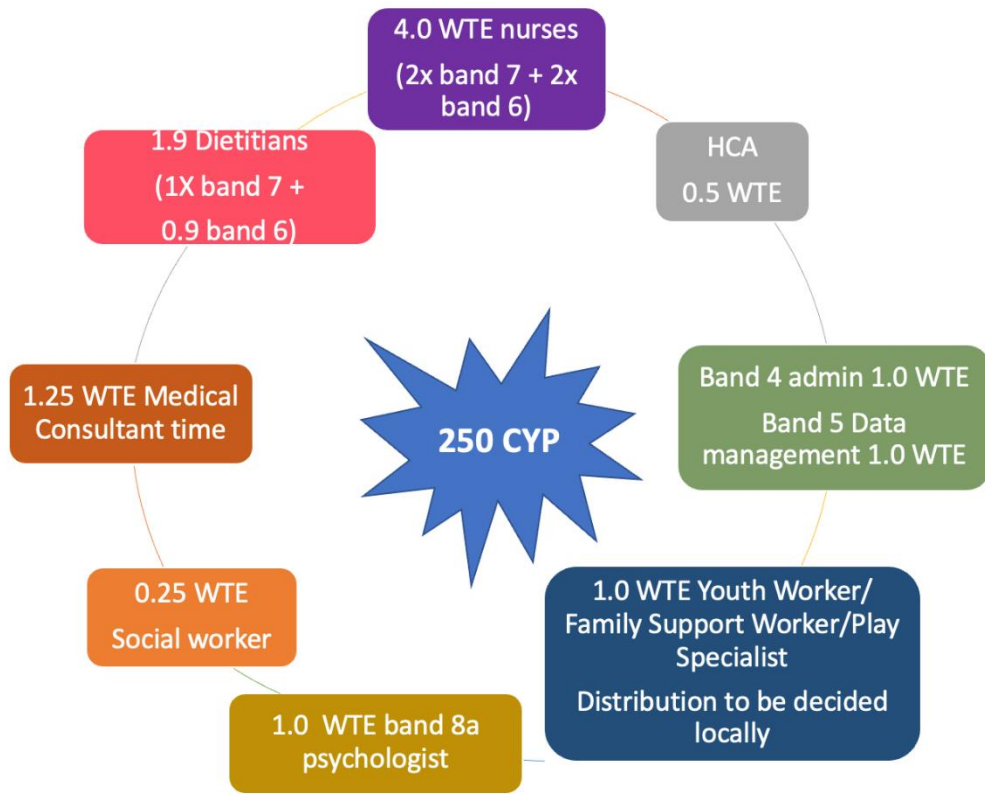 4.0 WTE nurses
(2x band 7 + 2x
band 6)
HCA
0.5 WTE
Band 4 admin 1.0 WTE
Band 5 Data
management 1.0 WTE
1.0 WTE Youth Worker/
Family Support Worker/Play
Specialist
Distribution to be decided
locally
1.0 WTE band 8a
psychologist
0.25 WTE
Social worker
1.25 WTE Medical
Consultant time
1.9 Dietitians
(1X band 7 +
0.9 band 6)
250 CYP